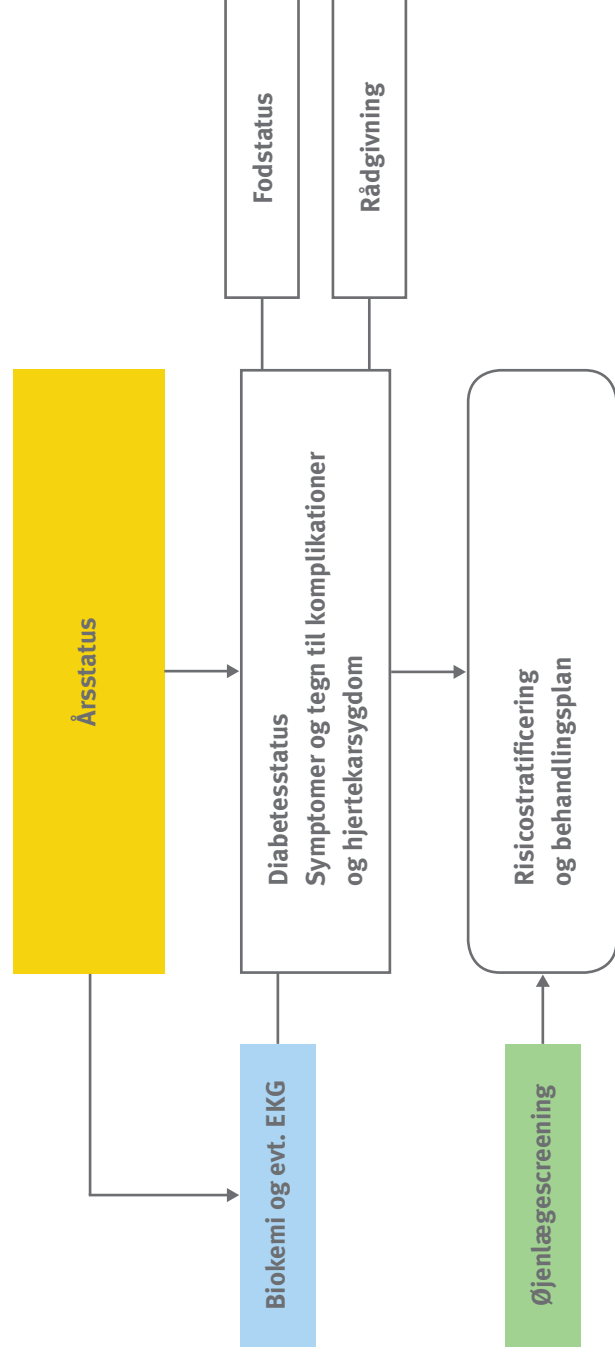 Årsstatus
Biokemi og evt. EKG
Diabetesstatus
Symptomer og tegn til komplikationer
og hjertekarsygdom
Fodstatus
Rådgivning
Øjenlægescreening
Risicostratificering
og behandlingsplan